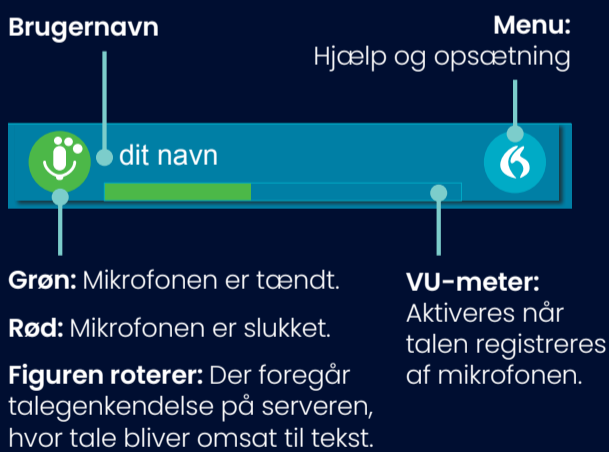 Brugernavn
Menu:
Hjælp og opsætning
dit navn
Grøn: Mikrofonen er tændt.
Rød: Mikrofonen er slukket.
Figuren roterer: Der foregår
talegenkendelse på serveren,
hvor tale bliver omsat til tekst.
VU-meter:
Aktiveres når
talen registreres
af mikrofonen.